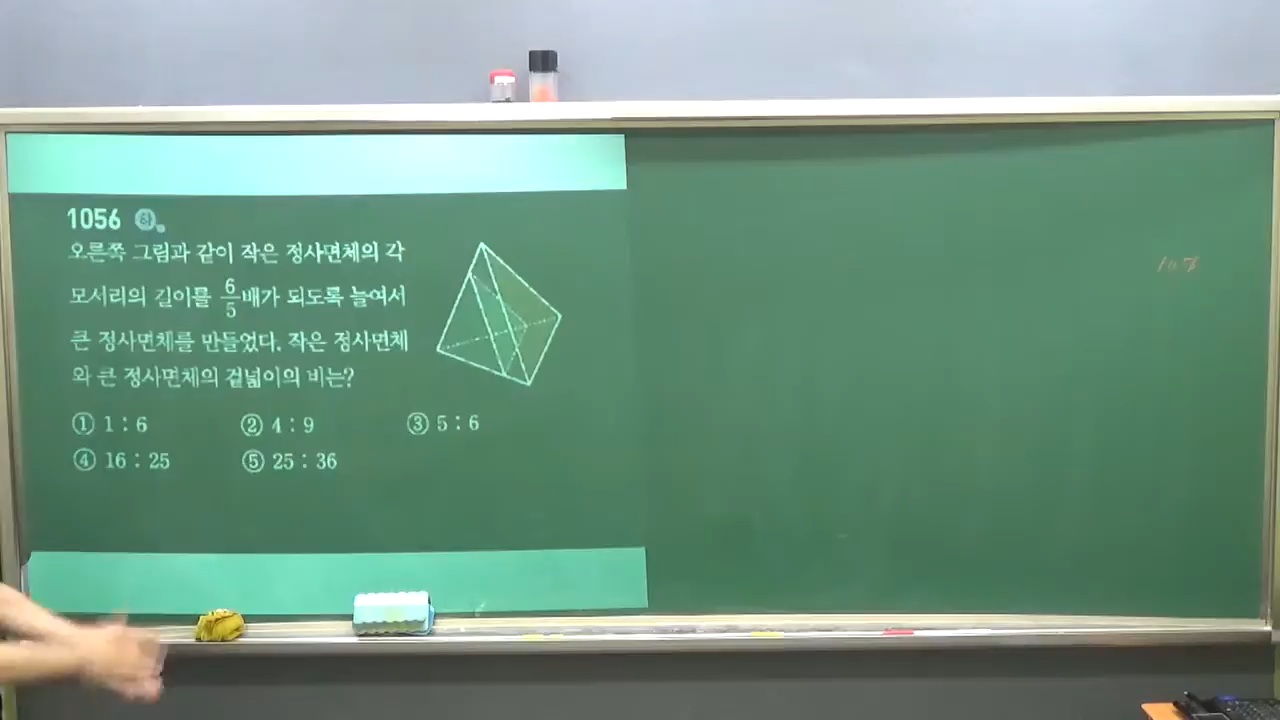 1056 하
오른쪽 그림과 같이 작은 정사면체의 각
모서리의 길이를 6/5배가 되도록 늘여서
큰 정사면체를 만들었다. 작은 정사면체
와 큰 정사면체의 겉넓이의 비는?
① 1 : 6 ② 4 : 9 ③ 5 : 6
④ 16 : 25 ⑤ 25 : 36